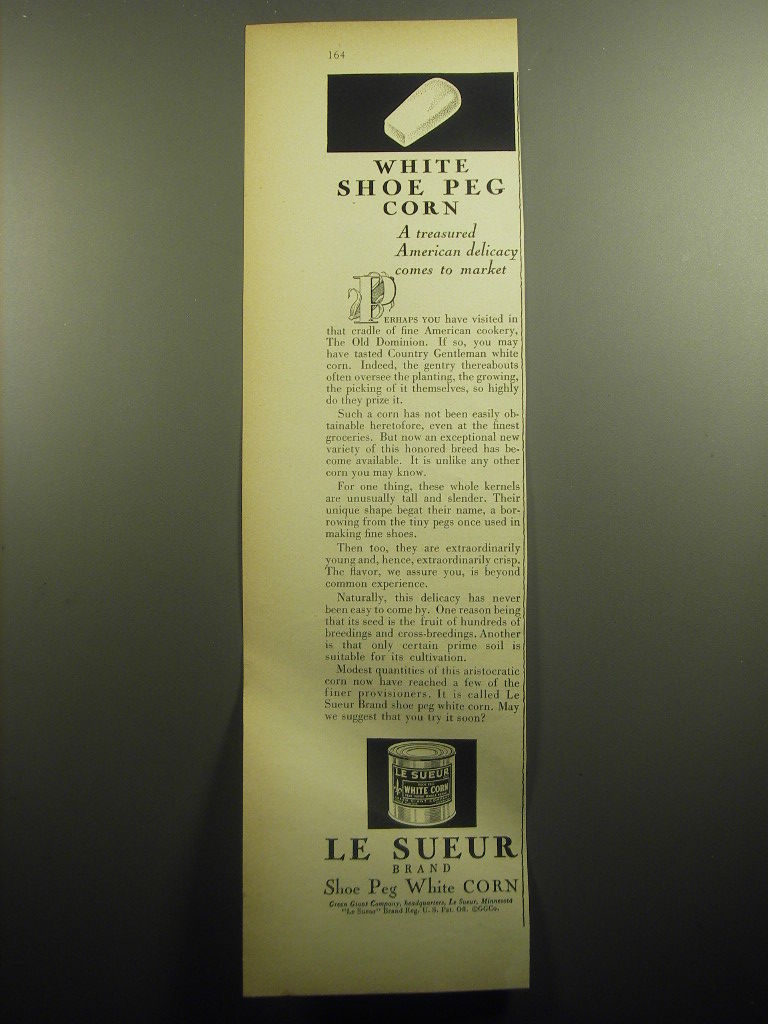 164
WHITE
SHOE PEG
CORN
A treasured
American delicacy
comes to market
PERHAPS YOU have visited in
that cradle of fine American cookery,
The Old Dominion. If so, you may
have tasted Country Gentleman white
corn. Indeed, the gentry thereabouts
often oversee the planting, the growing,
the picking of it themselves, so highly
do they prize it.
Such a corn has not been easily ob-
tainable heretofore, even at the finest
groceries. But now an exceptional new
variety of this honored breed has be-
come available. It is unlike any other
corn you may know.
For one thing, these whole kernels
are unusually tall and slender. Their
unique shape begat their name, a bor-
rowing from the tiny pegs once used in
making fine shoes.
Then too, they are extraordinarily
young and, hence, extraordinarily crisp.
The flavor, we assure you, is beyond
common experience.
Naturally, this delicacy has never
been easy to come by. One reason being
that its seed is the fruit of hundreds of
breedings and cross-breedings. Another
is that only certain prime soil is
suitable for its cultivation.
Modest quantities of this aristocratic
corn now have reached a few of the
finer provisioners. It is called Le
Sueur Brand shoe peg white corn. May
we suggest that you try it soon?
LE SUEUR
WHITE CORN
LE SUEUR
BRAND
Shoe Peg White CORN
Green Giant Company, headquarters, Le Sueur, Minnesota
"Le Sueur" Brand Reg. U. S. Pat. Off. ©GGCo.